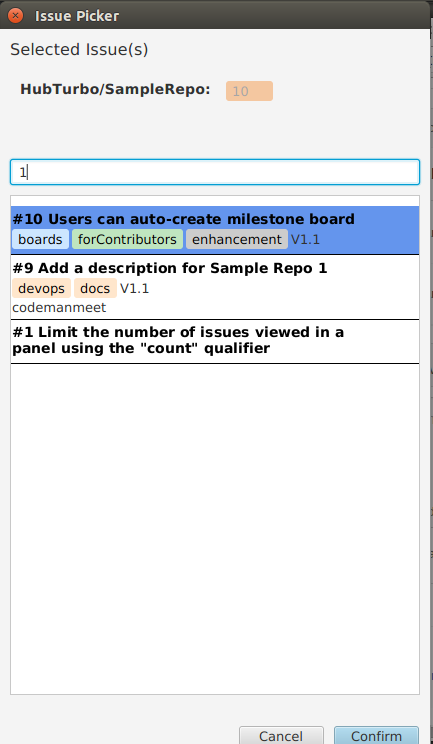 Issue Picker
Selected Issue(s)
HubTurbo/SampleRepo: 10
1
#10 Users can auto-create milestone board
boards forContributors enhancement V1.1
#9 Add a description for Sample Repo 1
devops docs V1.1
codemanmeet
#1 Limit the number of issues viewed in a
panel using the "count" qualifier
Cancel Confirm